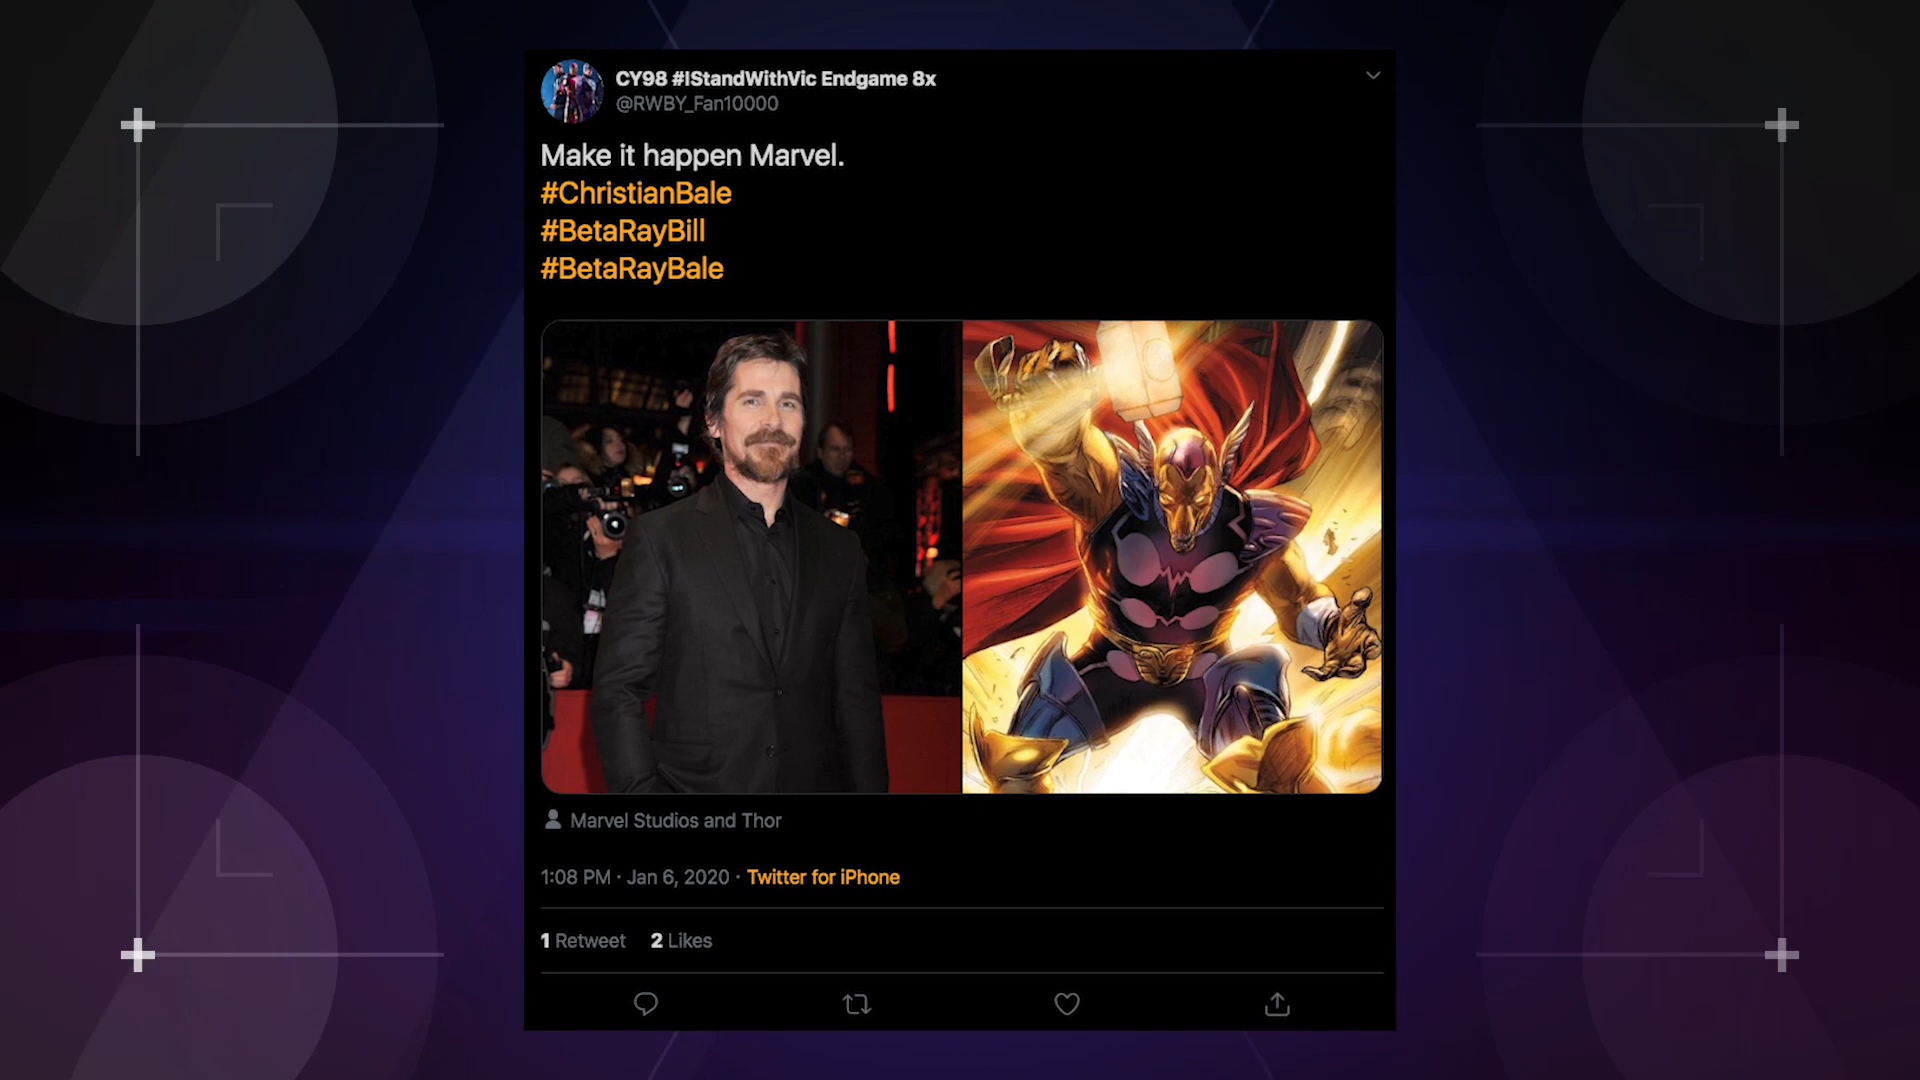 CY98 #IStandWithVic Endgame 8x
@RWBY_Fan10000
Make it happen Marvel.
#ChristianBale
#BetaRayBill
#BetaRayBale
Marvel Studios and Thor
1:08 PM · Jan 6, 2020 · Twitter for iPhone
1 Retweet 2 Likes